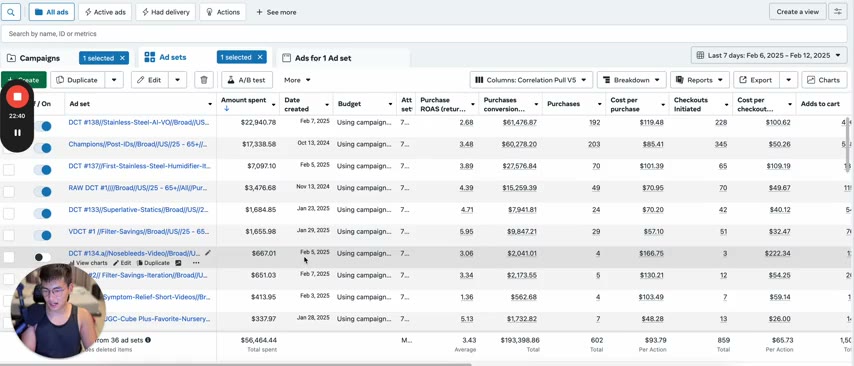 All ads Active ads Had delivery Actions + See more Create a view
Search by name, ID or metrics
Campaigns 1 selected × Ad sets 1 selected × Ads for 1 Ad set Last 7 days: Feb 6, 2025 – Feb 12, 2025
Create Duplicate Edit A/B test More Columns: Correlation Pull V5 Breakdown Reports Export Charts
22:40
/ On Ad set Amount spent ↓ Date created Budget Att set Purchase ROAS (retur... Purchases conversion... Purchases Cost per purchase Checkouts Initiated Cost per checkout... Adds to cart
DCT #138//Stainless-Steel-AI-VO//Broad//US... $22,940.78 Feb 7, 2025 Using campaign... 7... 2.68 $61,476.87 192 $119.48 228 $100.62
Champions//Post-IDs//Broad//US//25 - 65+//... $17,338.58 Oct 13, 2024 Using campaign... 7... 3.48 $60,278.20 203 $85.41 345 $50.26
DCT #137//First-Stainless-Steel-Humidifier-It... $7,097.10 Feb 5, 2025 Using campaign... 7... 3.89 $27,576.84 70 $101.39 65 $109.19
RAW DCT #1////Broad//US//25 - 65+//All//Pur... $3,476.68 Nov 13, 2024 Using campaign... 7... 4.39 $15,259.39 49 $70.95 70 $49.67
DCT #133//Superlative-Statics//Broad//US//2... $1,684.85 Jan 23, 2025 Using campaign... 7... 4.71 $7,941.81 24 $70.20 42 $40.12
VDCT #1 //Filter-Savings//Broad//US//25 - 65... $1,655.98 Jan 29, 2025 Using campaign... 7... 5.95 $9,847.21 29 $57.10 51 $32.47
DCT #134.a//Nosebleeds-Video//Broad//U... $667.01 Feb 5, 2025 Using campaign... 7... 3.06 $2,041.01 4 $166.75 3 $222.34
View charts Edit Duplicate ...
#2// Filter-Savings-Iteration//Broad//US//... $651.03 Feb 7, 2025 Using campaign... 7... 3.34 $2,173.55 5 $130.21 12 $54.25
Symptom-Relief-Short-Videos//Br... $413.95 Feb 3, 2025 Using campaign... 7... 1.36 $562.68 4 $103.49 7 $59.14
UGC-Cube Plus-Favorite-Nursery... $337.97 Jan 28, 2025 Using campaign... 7... 5.13 $1,732.82 7 $48.28 13 $26.00
from 36 ad sets $56,464.44 M... 3.43 $193,398.86 602 $93.79 859 $65.73 1,50
deleted items Total spent Average Total Total Per Action Total Per Action